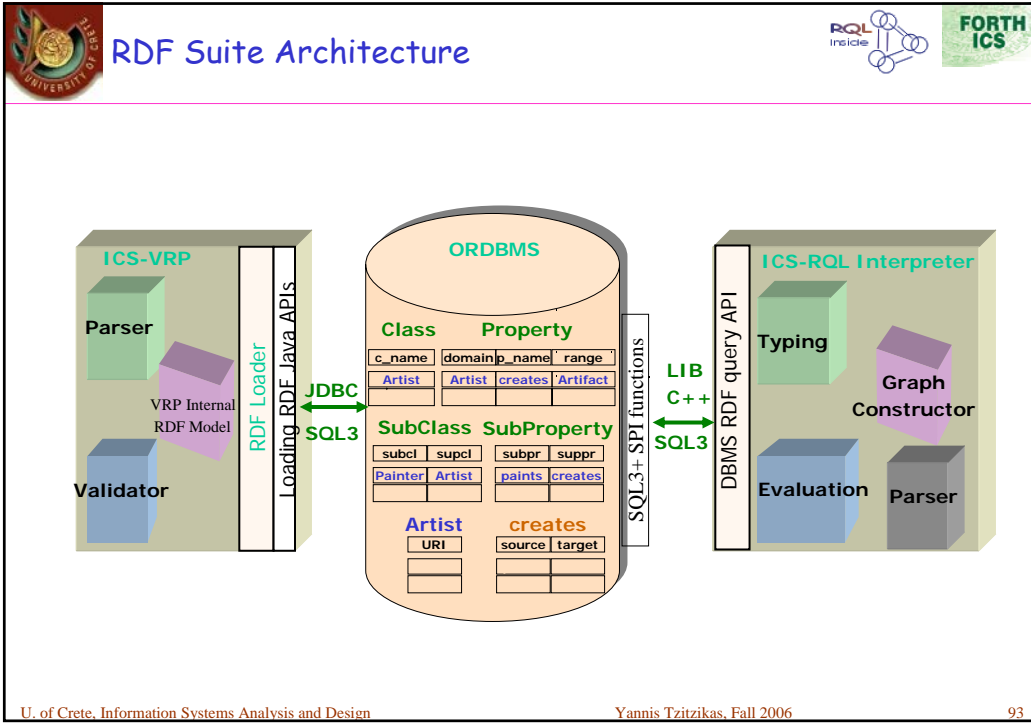 UNIVERSITY OF CRETE
RDF Suite Architecture
RQL
Inside
FORTH
ICS
ICS-VRP
Parser
VRP Internal
RDF Model
Validator
RDF Loader
Loading RDF Java APIs
JDBC
SQL3
ORDBMS
Class Property
c_name domain p_name range
Artist Artist creates Artifact
SubClass SubProperty
subcl supcl subpr suppr
Painter Artist paints creates
Artist creates
URI source target
SQL3+ SPI functions
LIB
C++
SQL3
DBMS RDF query API
ICS-RQL Interpreter
Typing
Graph
Constructor
Evaluation
Parser
U. of Crete, Information Systems Analysis and Design Yannis Tzitzikas, Fall 2006 93